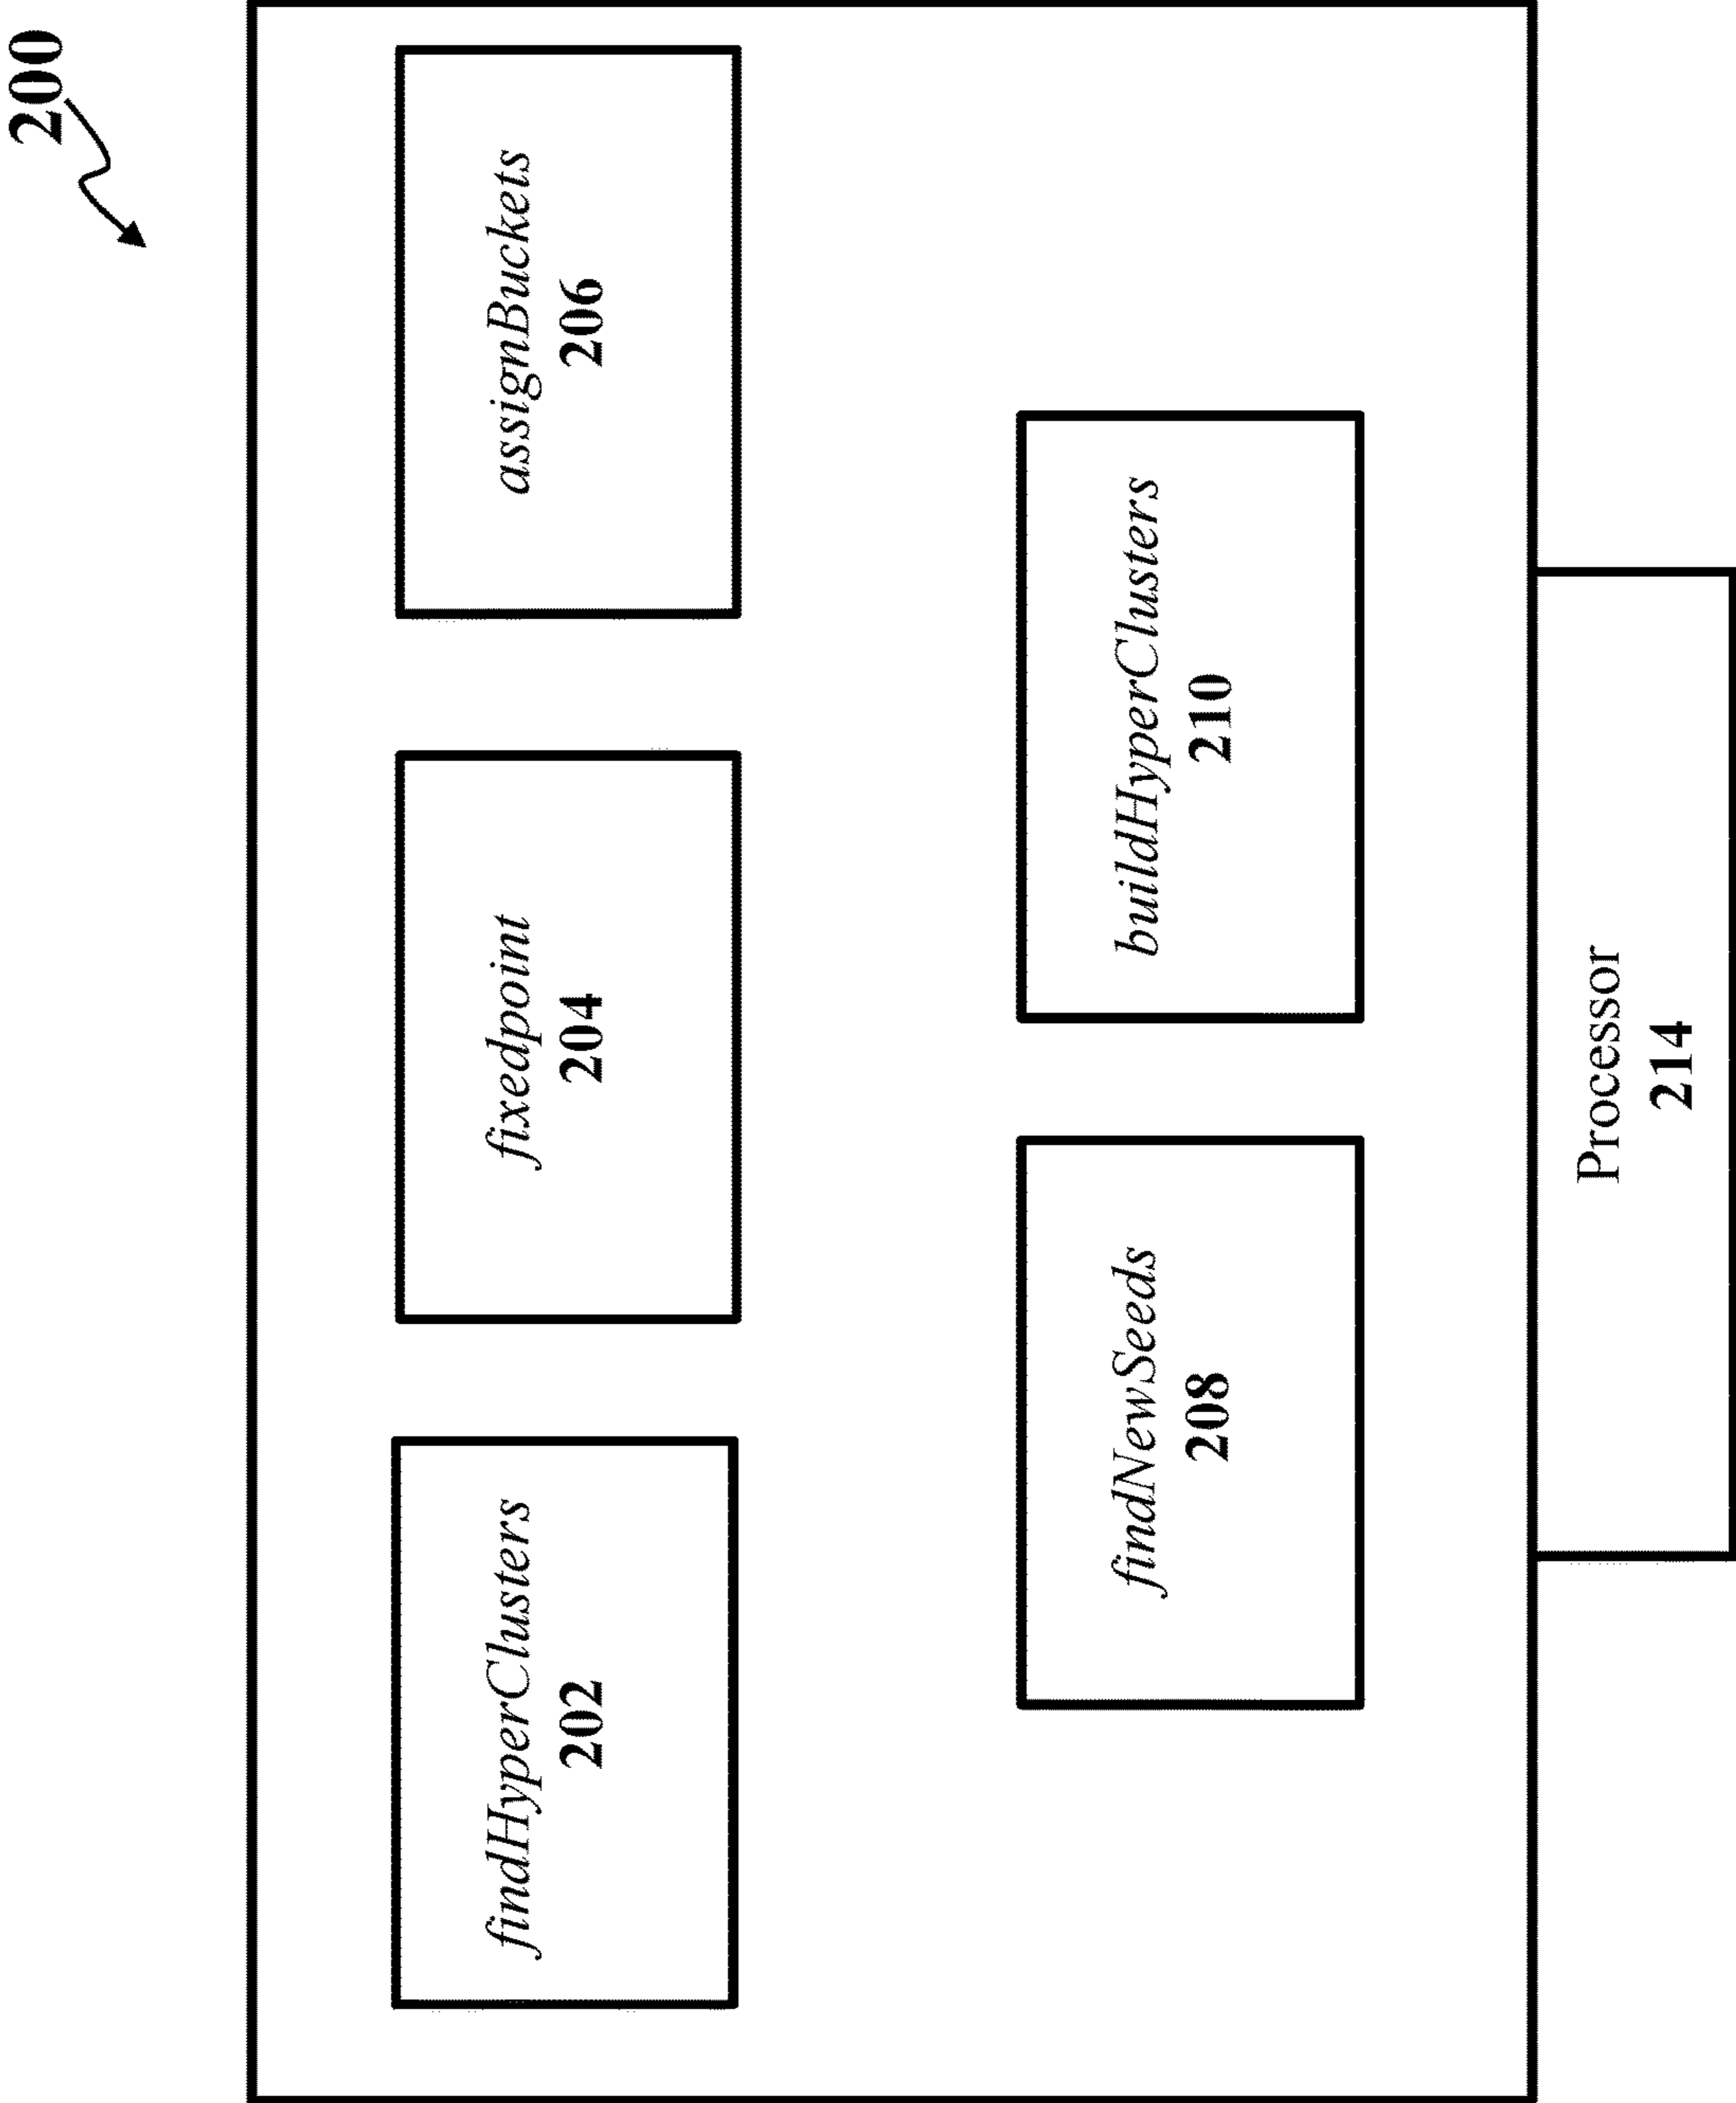 200
findHyperClusters
202
fixedpoint
204
assignBuckets
206
findNewSeeds
208
buildHyperClusters
210
Processor
214